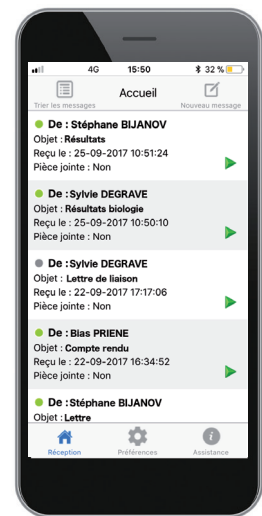 4G 15:50 32 %
Trier les messages Accueil Nouveau message
De : Stéphane BIJANOV
Objet : Résultats
Reçu le : 25-09-2017 10:51:24
Pièce jointe : Non
De : Sylvie DEGRAVE
Objet : Résultats biologie
Reçu le : 25-09-2017 10:50:10
Pièce jointe : Non
De : Sylvie DEGRAVE
Objet : Lettre de liaison
Reçu le : 22-09-2017 17:17:06
Pièce jointe : Non
De : Blas PRIENE
Objet : Compte rendu
Reçu le : 22-09-2017 16:34:52
Pièce jointe : Non
De : Stéphane BIJANOV
Objet : Lettre
Réception Préférences Assistance